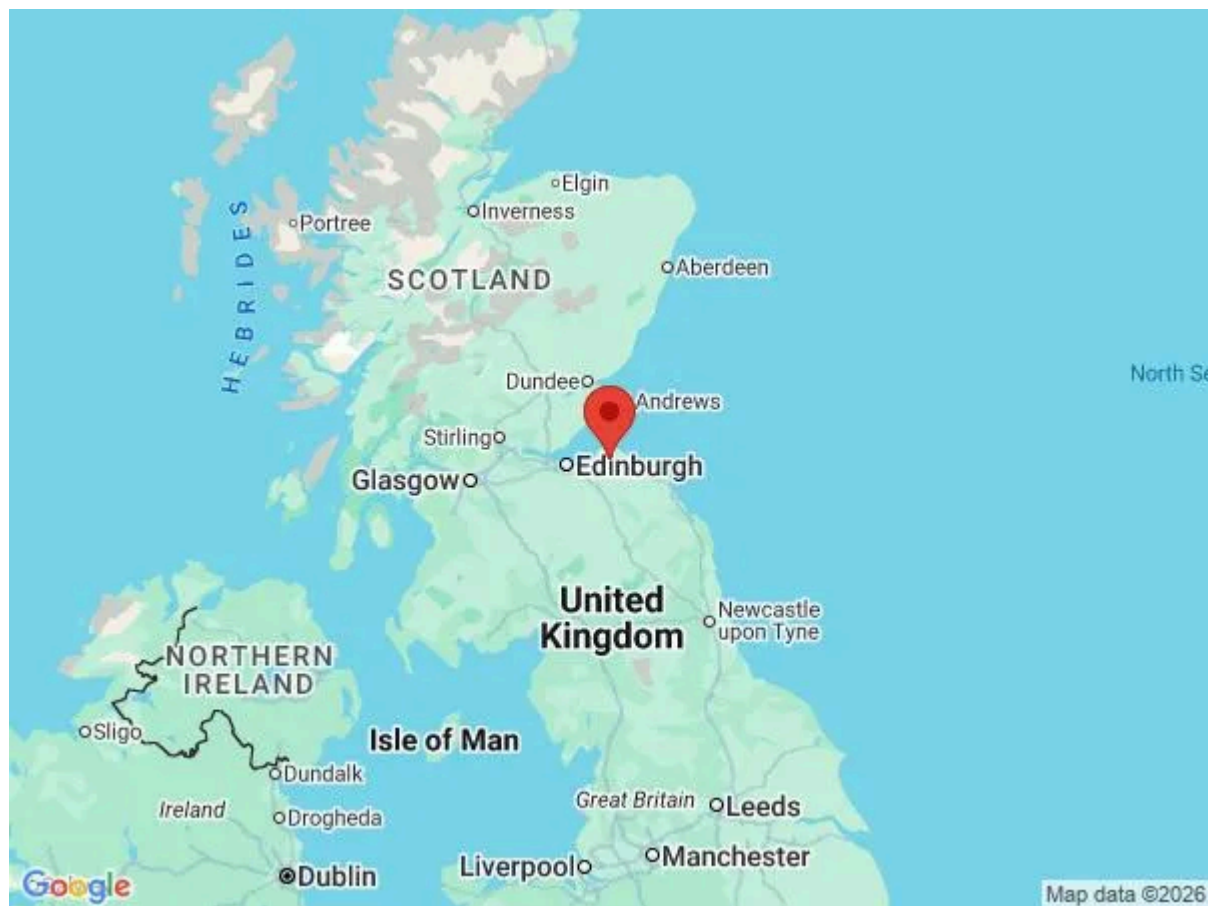 Elgin
Inverness
Portree
HEBRIDES
SCOTLAND
Aberdeen
North Se
Dundee
Andrews
Stirling
Edinburgh
Glasgow
United
Kingdom
Newcastle
upon Tyne
NORTHERN
IRELAND
Sligo
Isle of Man
Dundalk
Ireland
Drogheda
Great Britain
Leeds
Manchester
Liverpool
Dublin
Google
Map data ©2026